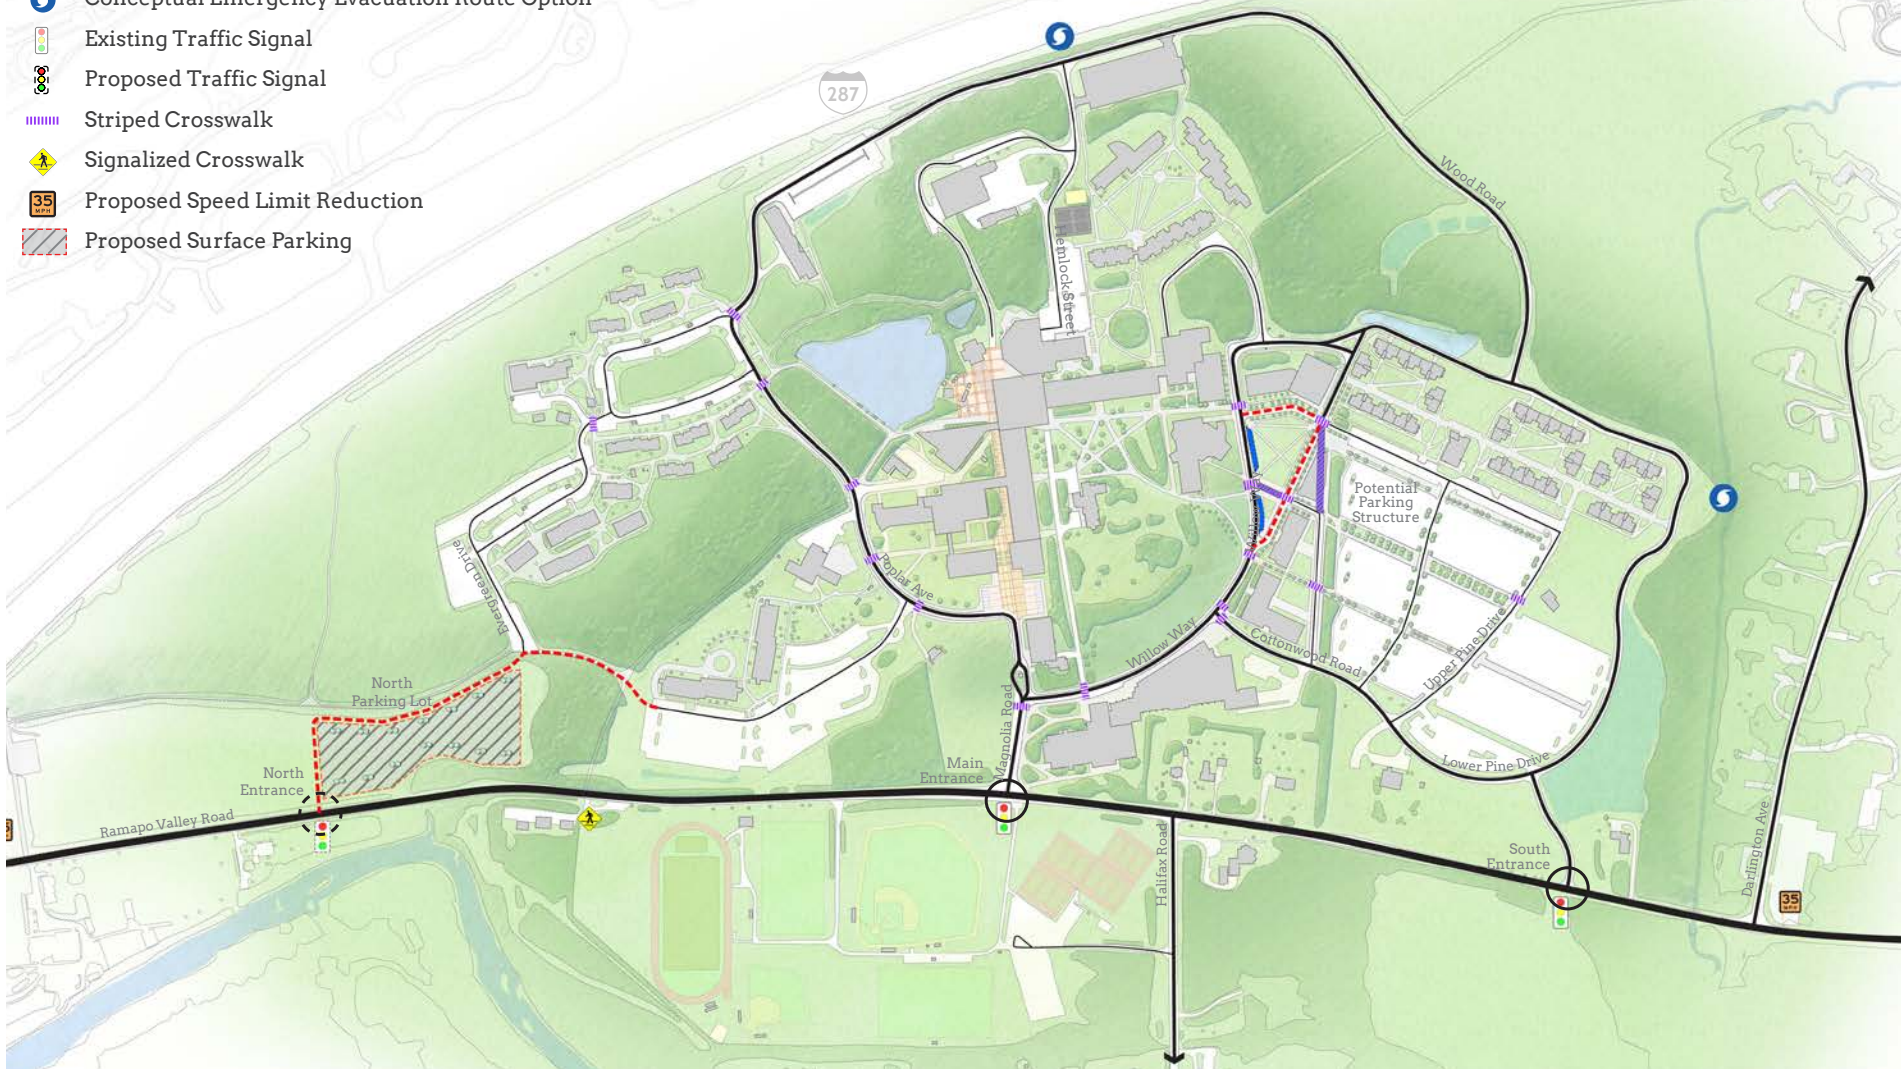 Conceptual Emergency Evacuation Route Option
Existing Traffic Signal
Proposed Traffic Signal
Striped Crosswalk
Signalized Crosswalk
35
MPH
Proposed Speed Limit Reduction
Proposed Surface Parking
287
Wood Road
Hemlock Street
Potential
Parking
Structure
Evergreen Drive
Poplar Ave
Willow Way
Cottonwood Road
Upper Pine Drive
North
Parking Lot
Magnolia Road
Main
Entrance
Lower Pine Drive
North
Entrance
Ramapo Valley Road
Halifax Road
South
Entrance
Darlington Ave
35
MPH